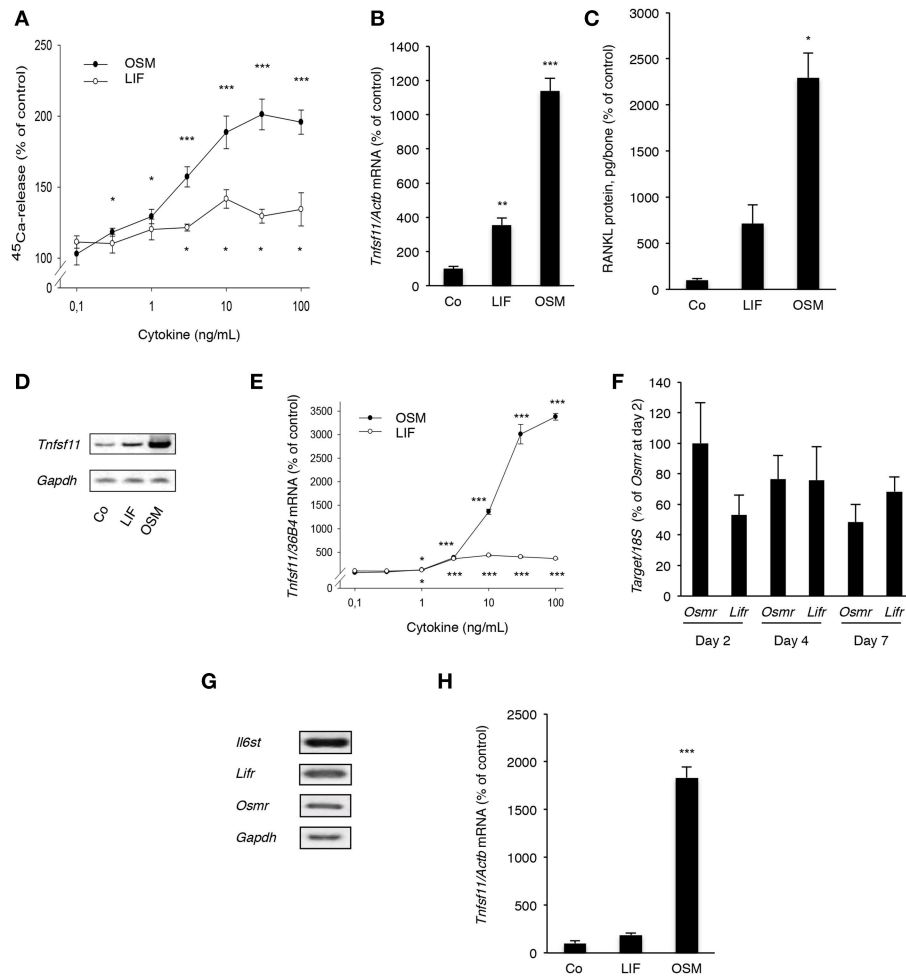 A
45Ca-release (% of control)
250
200
150
100
0
OSM
LIF
*
*
***
***
***
***
*
*
*
*
0,1
1
10
100
Cytokine (ng/mL)
B
Tnfsf11/Actb mRNA (% of control)
1400
1200
1000
800
600
400
200
0
**
***
Co
LIF
OSM
C
RANKL protein, pg/bone (% of control)
3000
2500
2000
1500
1000
500
0
*
Co
LIF
OSM
D
Tnfsf11
Gapdh
Co
LIF
OSM
E
Tnfsf11/36B4 mRNA (% of control)
3500
3000
2500
2000
1500
1000
500
0
OSM
LIF
*
***
***
***
***
*
***
***
***
***
0,1
1
10
100
Cytokine (ng/mL)
F
Target/18S (% of Osmr at day 2)
140
120
100
80
60
40
20
0
Osmr
Lifr
Osmr
Lifr
Osmr
Lifr
Day 2
Day 4
Day 7
G
Il6st
Lifr
Osmr
Gapdh
H
Tnfsf11/Actb mRNA (% of control)
2500
2000
1500
1000
500
0
***
Co
LIF
OSM